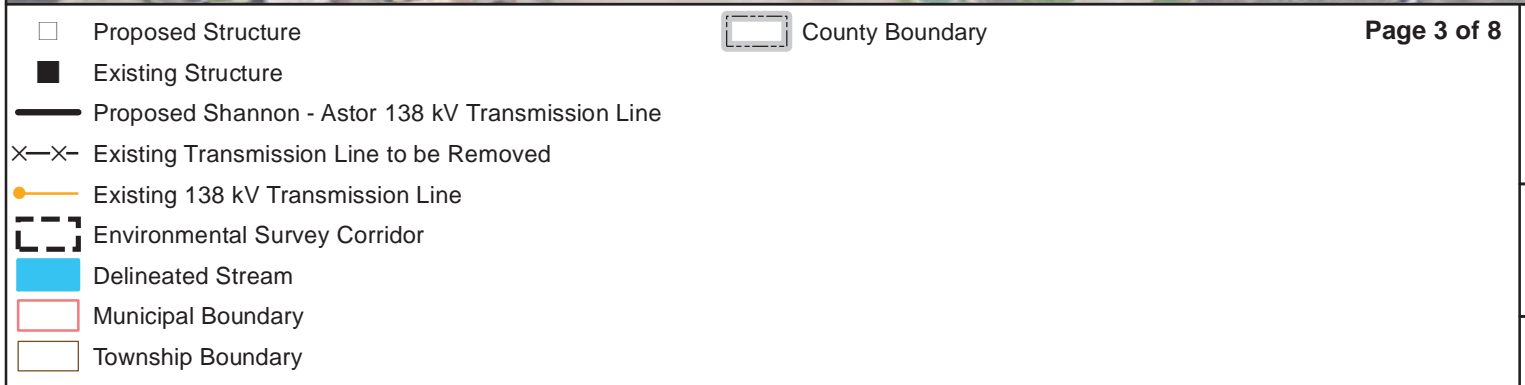 Proposed Structure
Existing Structure
Proposed Shannon - Astor 138 kV Transmission Line
Existing Transmission Line to be Removed
Existing 138 kV Transmission Line
Environmental Survey Corridor
Delineated Stream
Municipal Boundary
Township Boundary
County Boundary
Page 3 of 8